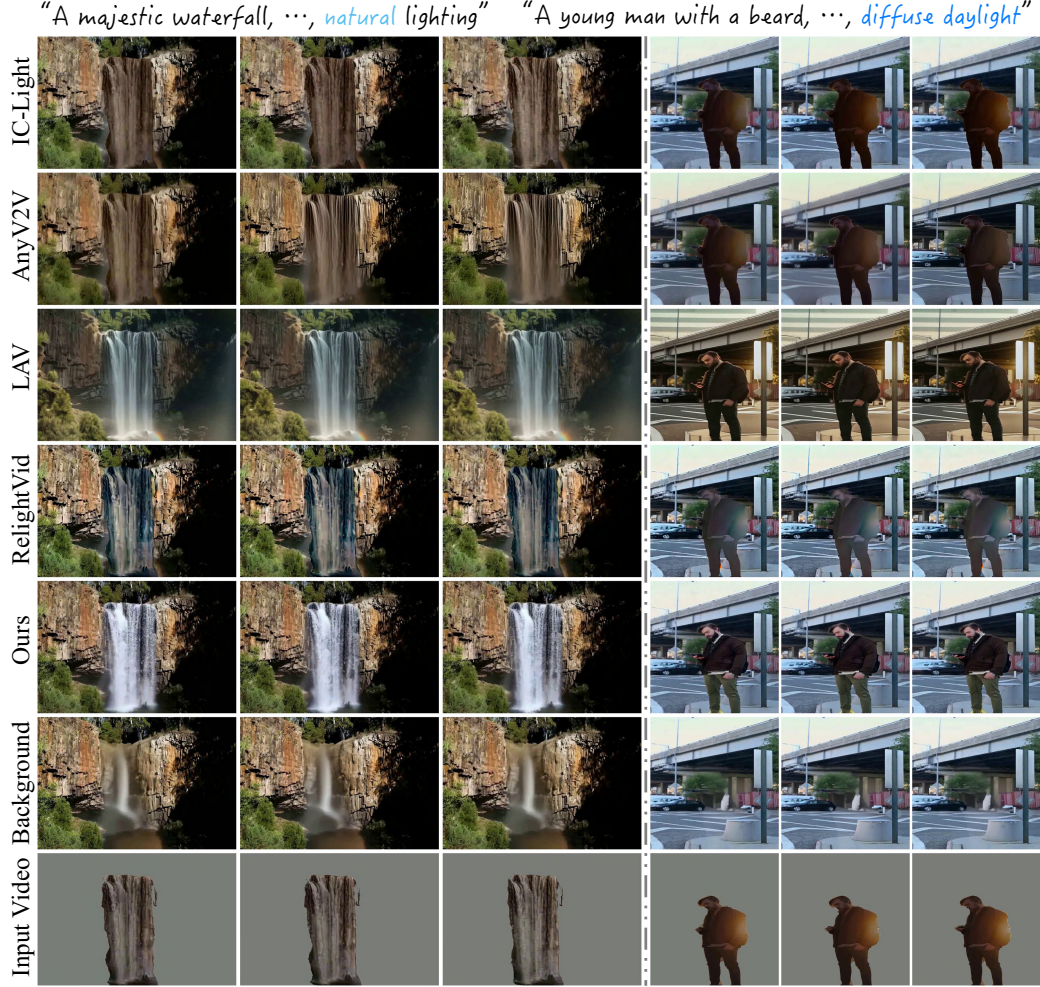 “A majestic waterfall, ⋯, natural lighting”
“A young man with a beard, ⋯, diffuse daylight”
IC-Light
AnyV2V
LAV
RelightVid
Ours
Background
Input Video